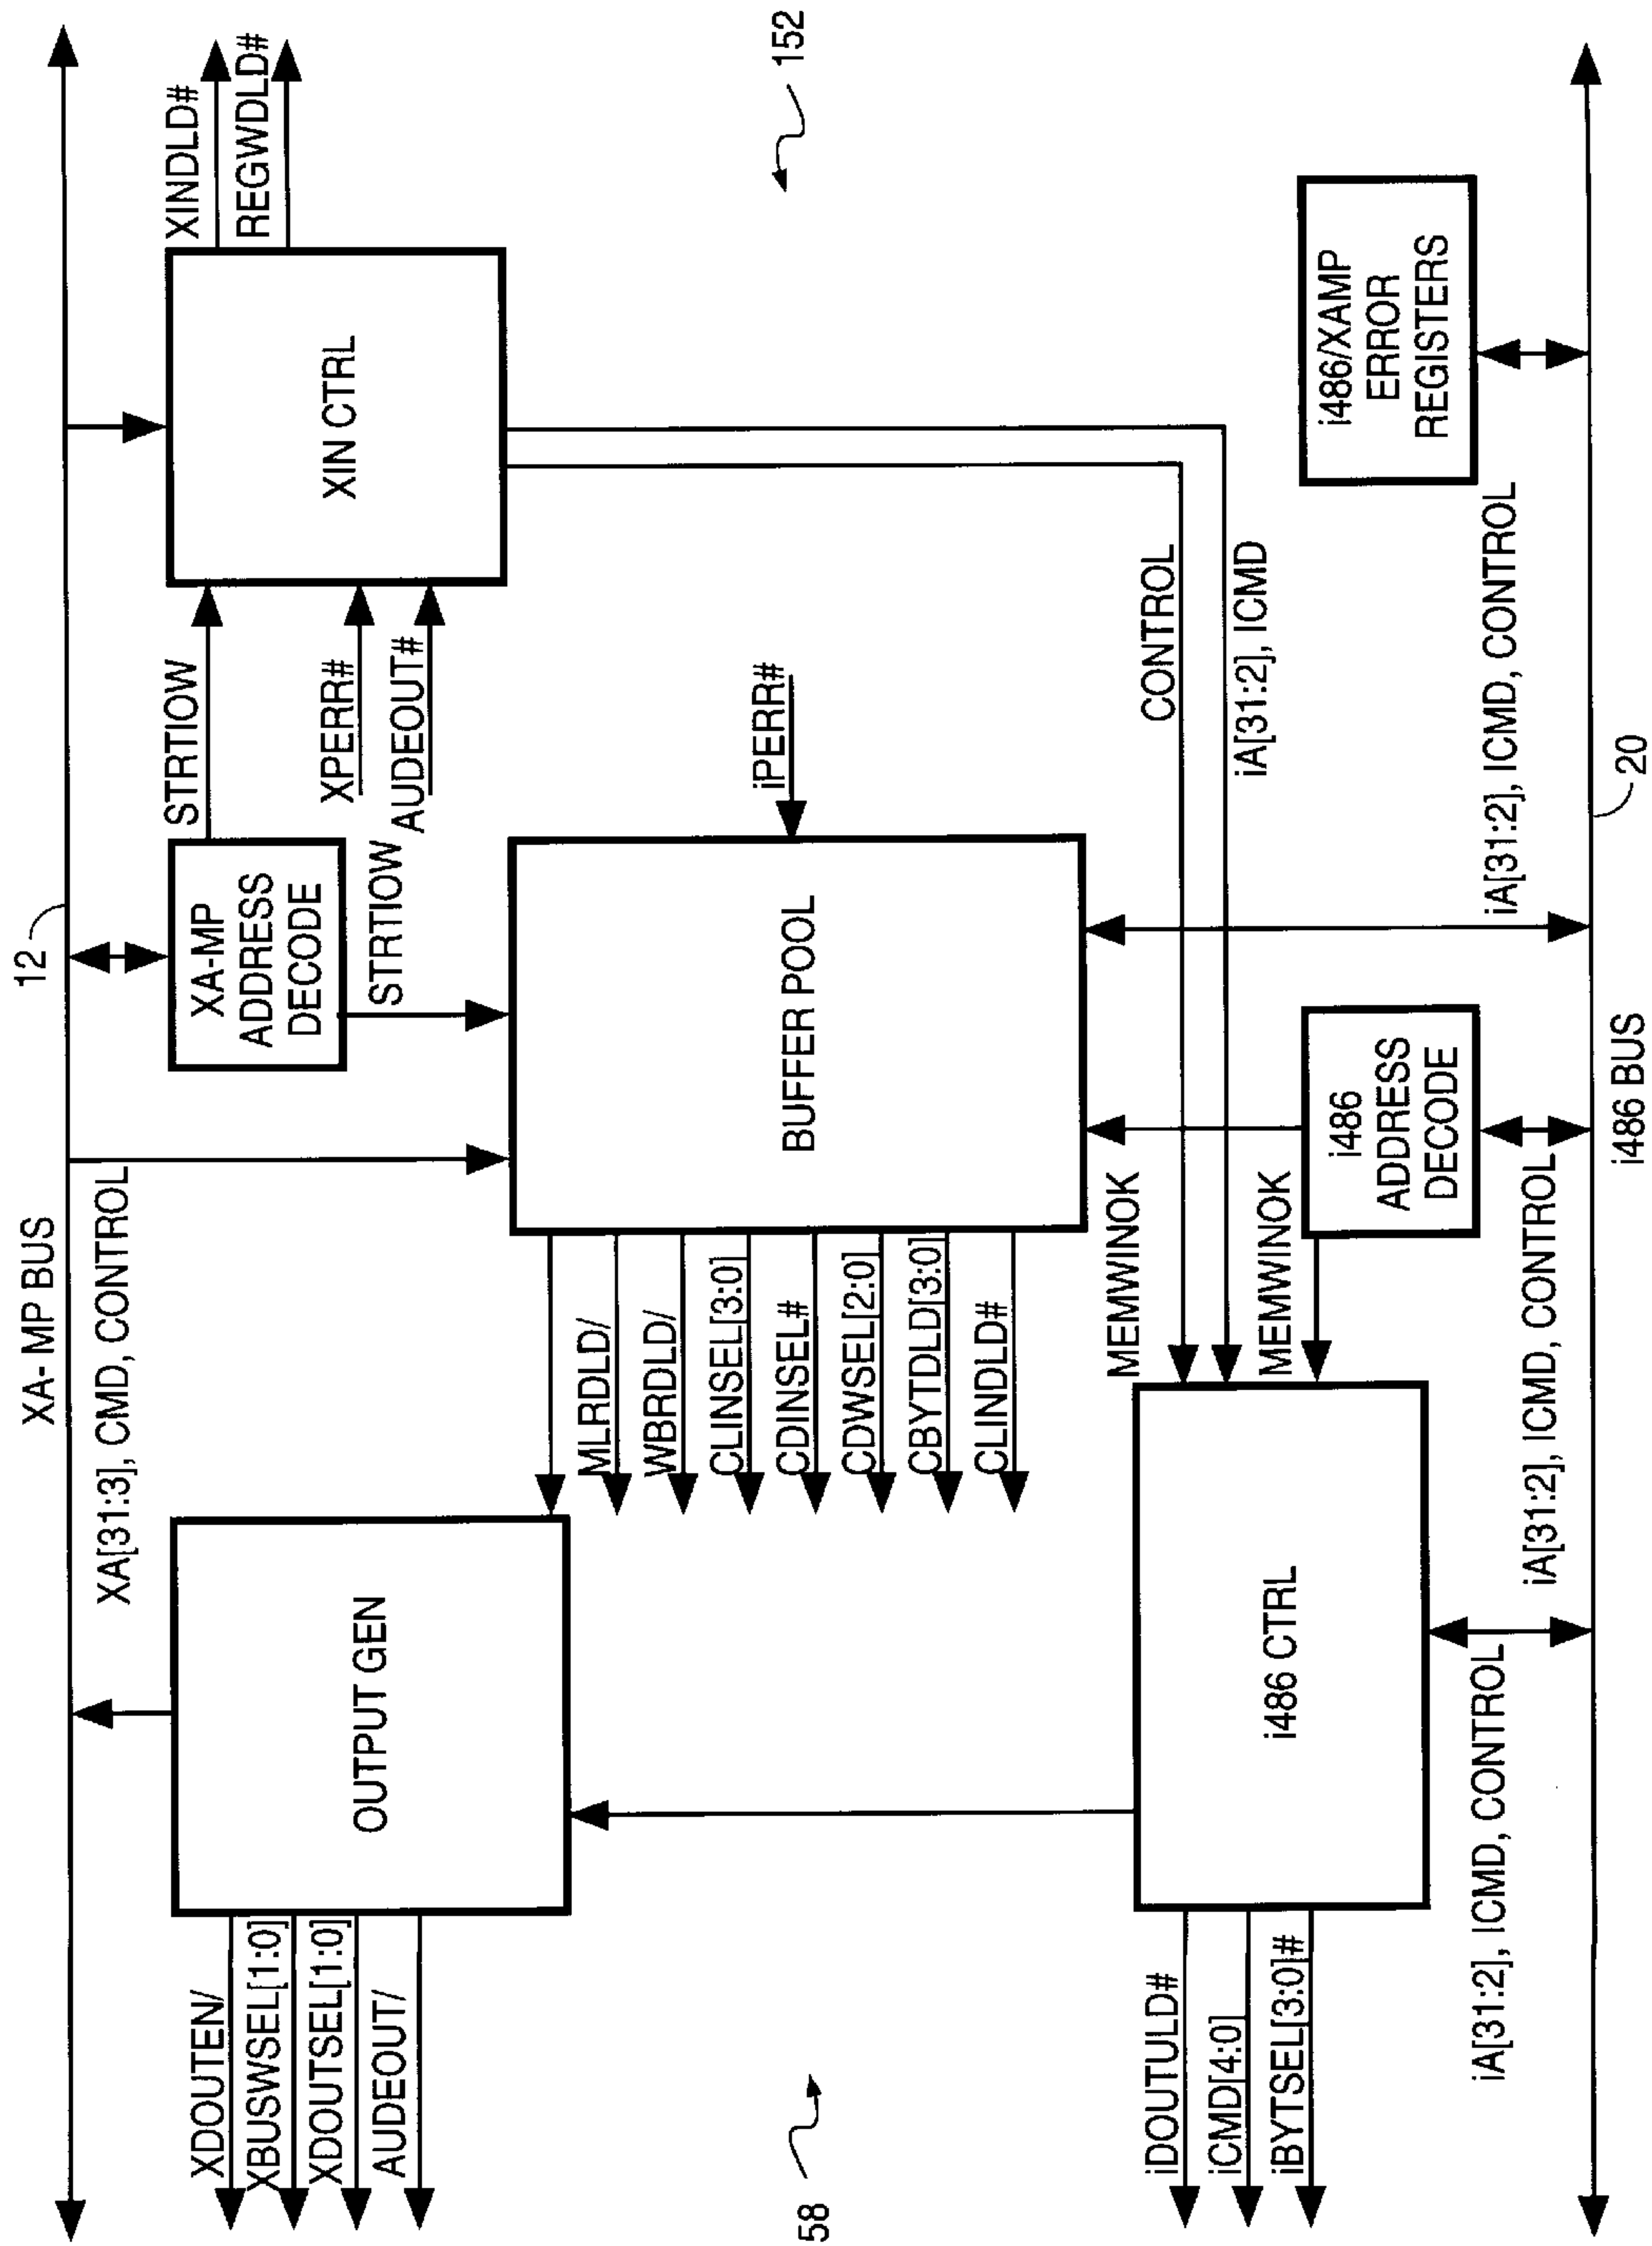 XA- MP BUS
12
XA[31:3], CMD, CONTROL
XDOUTEN/
XBUSWSEL[1:0]
XDOUTSEL[1:0]
AUDEOUT/
OUTPUT GEN
XA-MP
ADDRESS
DECODE
STRTIOW
STRTIOW
XPERR#
AUDEOUT#
XIN CTRL
XINDLD#
REGWDLD#
MLRDLD/
WBRDLD/
CLINSEL[3:0]
CDINSEL#
CDWSEL[2:0]
CBYTDLD[3:0]
CLINDLD#
BUFFER POOL
iPERR#
152
58
MEMWINOK
CONTROL
iA[31:2], ICMD
MEMWINOK
iDOUTULD#
iCMD[4:0]
iBYTSEL[3:0]#
i486 CTRL
i486
ADDRESS
DECODE
i486/XAMP
ERROR
REGISTERS
iA[31:2], ICMD, CONTROL
iA[31:2], ICMD, CONTROL
iA[31:2], ICMD, CONTROL
i486 BUS
20